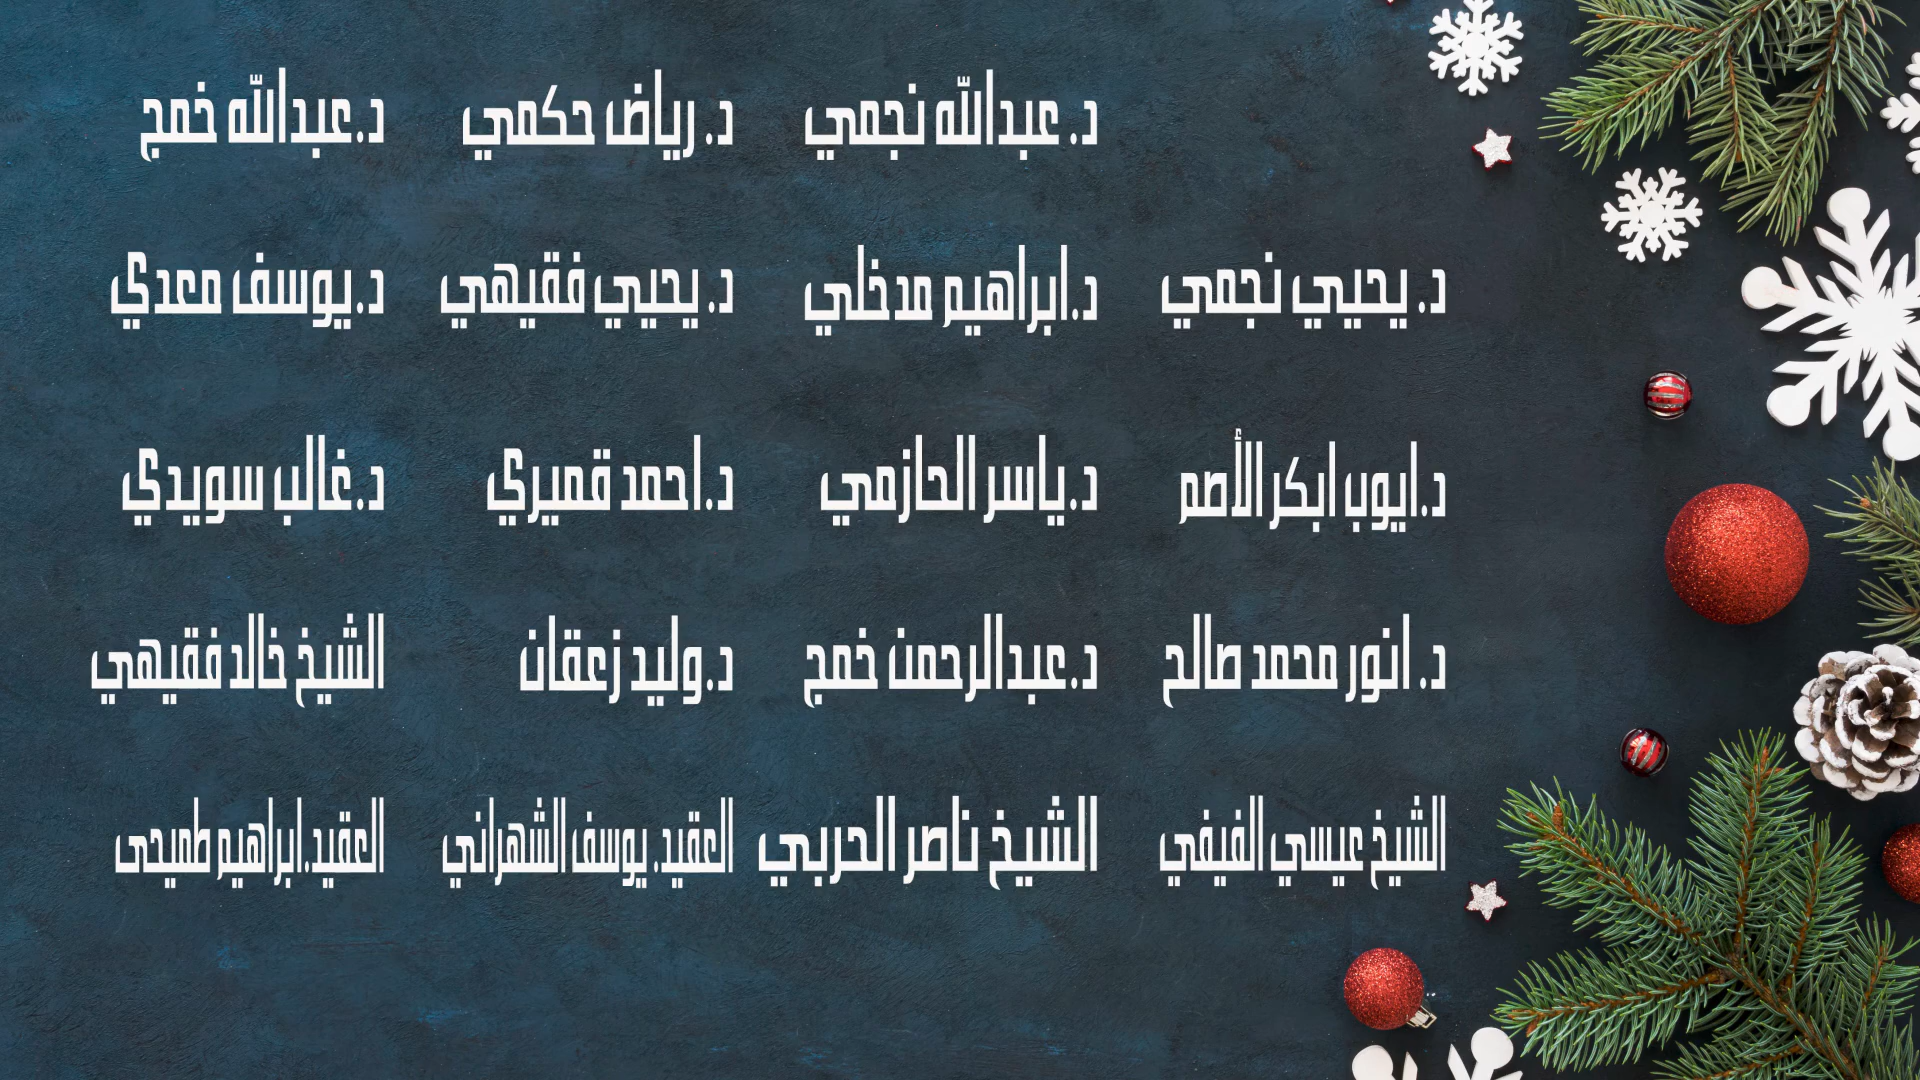 د. عبدالله نجمي د. رياض حكمي د.عبدالله خمج
د. يحيي نجمي د.ابراهيم مدخلي د. يحيي فقيهي د.يوسف معدي
د.ايوب ابكر الأصم د.ياسر الحازمي د.احمد قميري د.غالب سويدي
د. انور محمد صالح د.عبدالرحمن خمج د.وليد زعقان الشيخ خالد فقيهي
الشيخ عيسي الفيفي الشيخ ناصر الحربي العقيد. يوسف الشهراني العقيد.ابراهيم طميحى